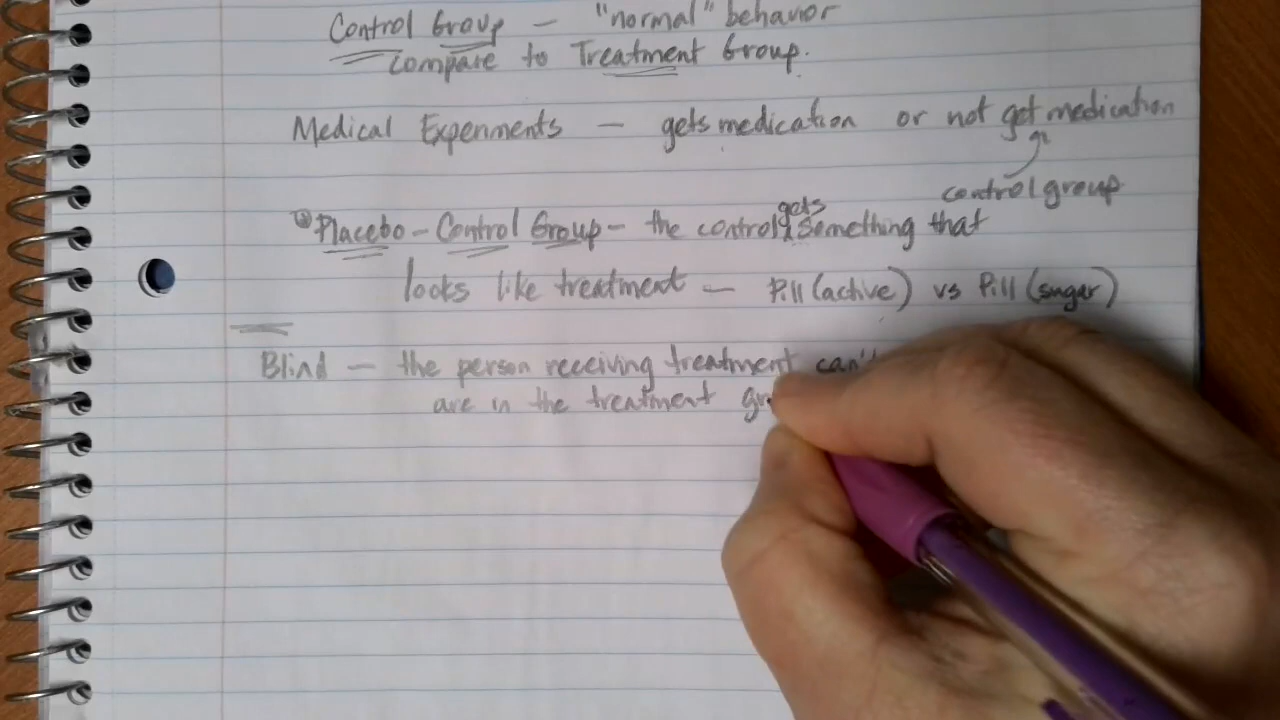 Control Group — "normal" behavior
compare to Treatment Group.
Medical Experiments — gets medication or not get medication
control group
Placebo - Control Group - the control gets something that
looks like treatment — Pill (active) vs Pill (sugar)
Blind — the person receiving treatment can't
are in the treatment